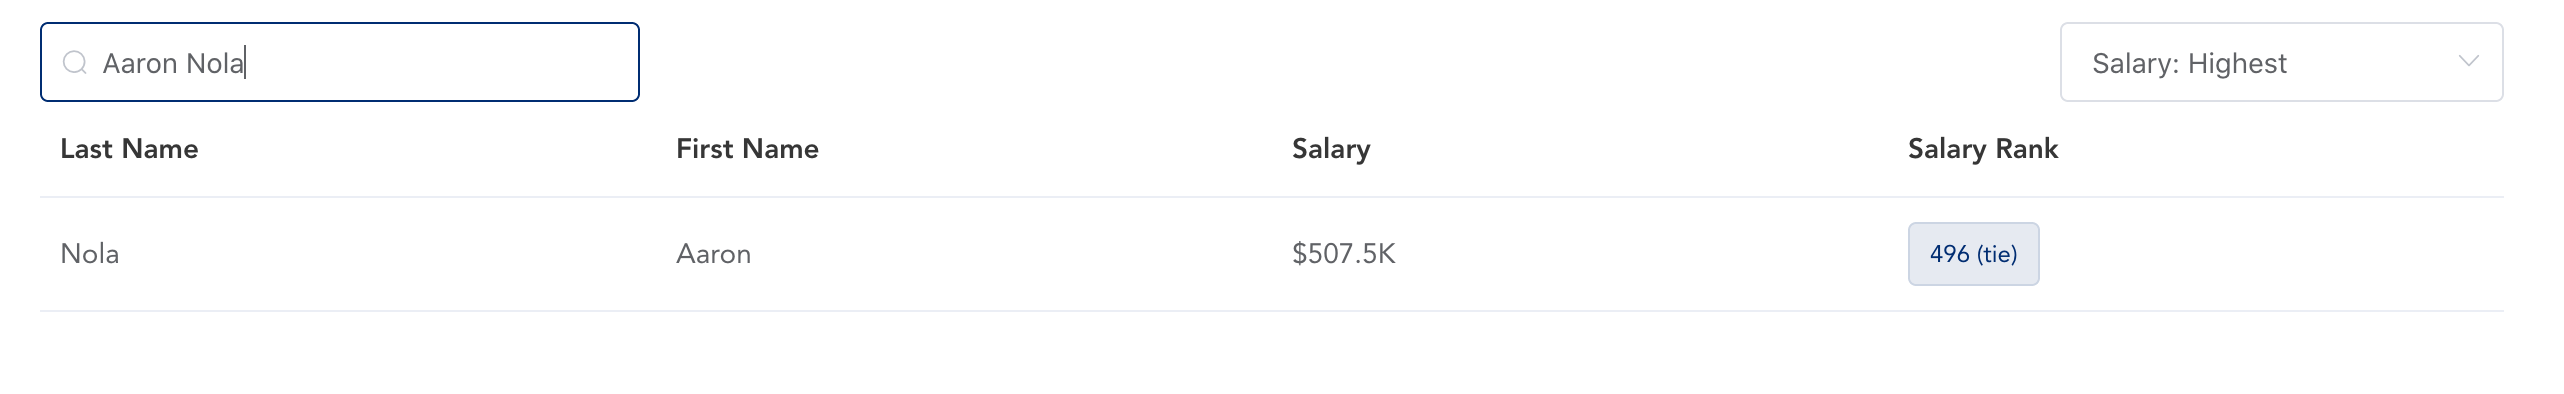 Aaron Nola
Salary: Highest
Last Name First Name Salary Salary Rank
Nola Aaron $507.5K 496 (tie)